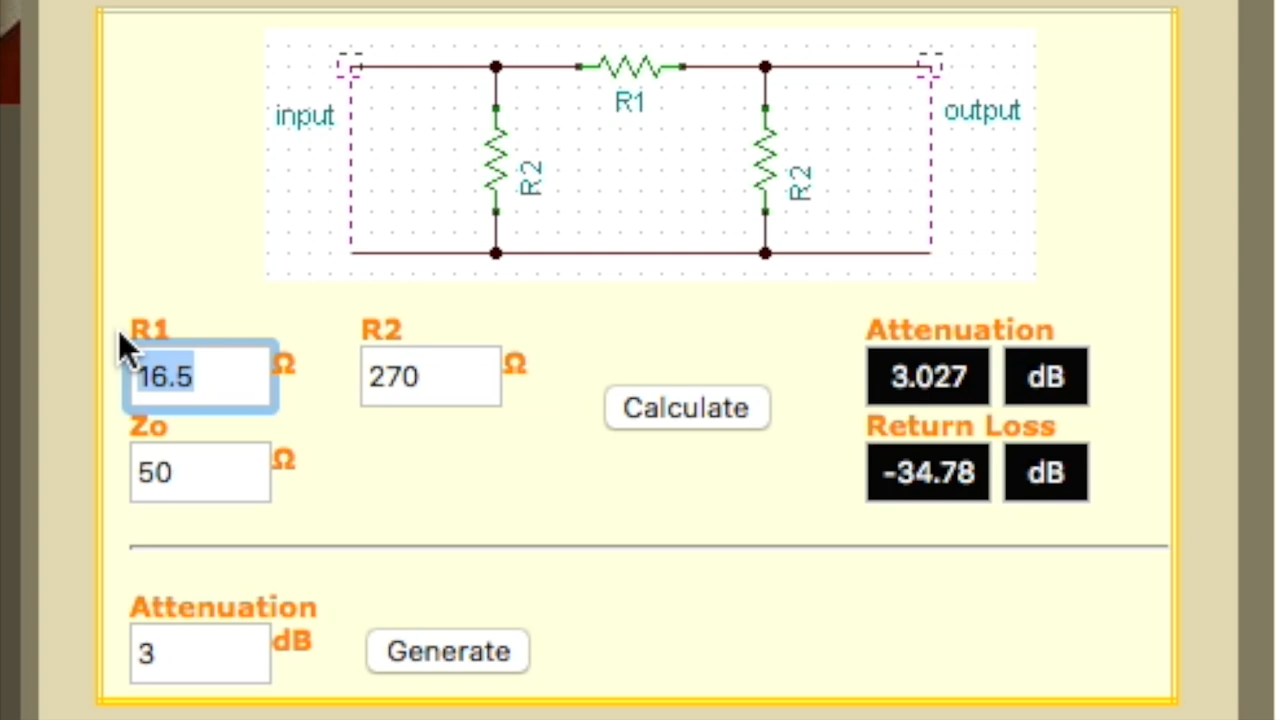 input
R1
output
R2
R2
R1
R2
Attenuation
16.5 Ω
270 Ω
3.027 dB
Calculate
Zo
Return Loss
50 Ω
-34.78 dB
Attenuation
3 dB
Generate